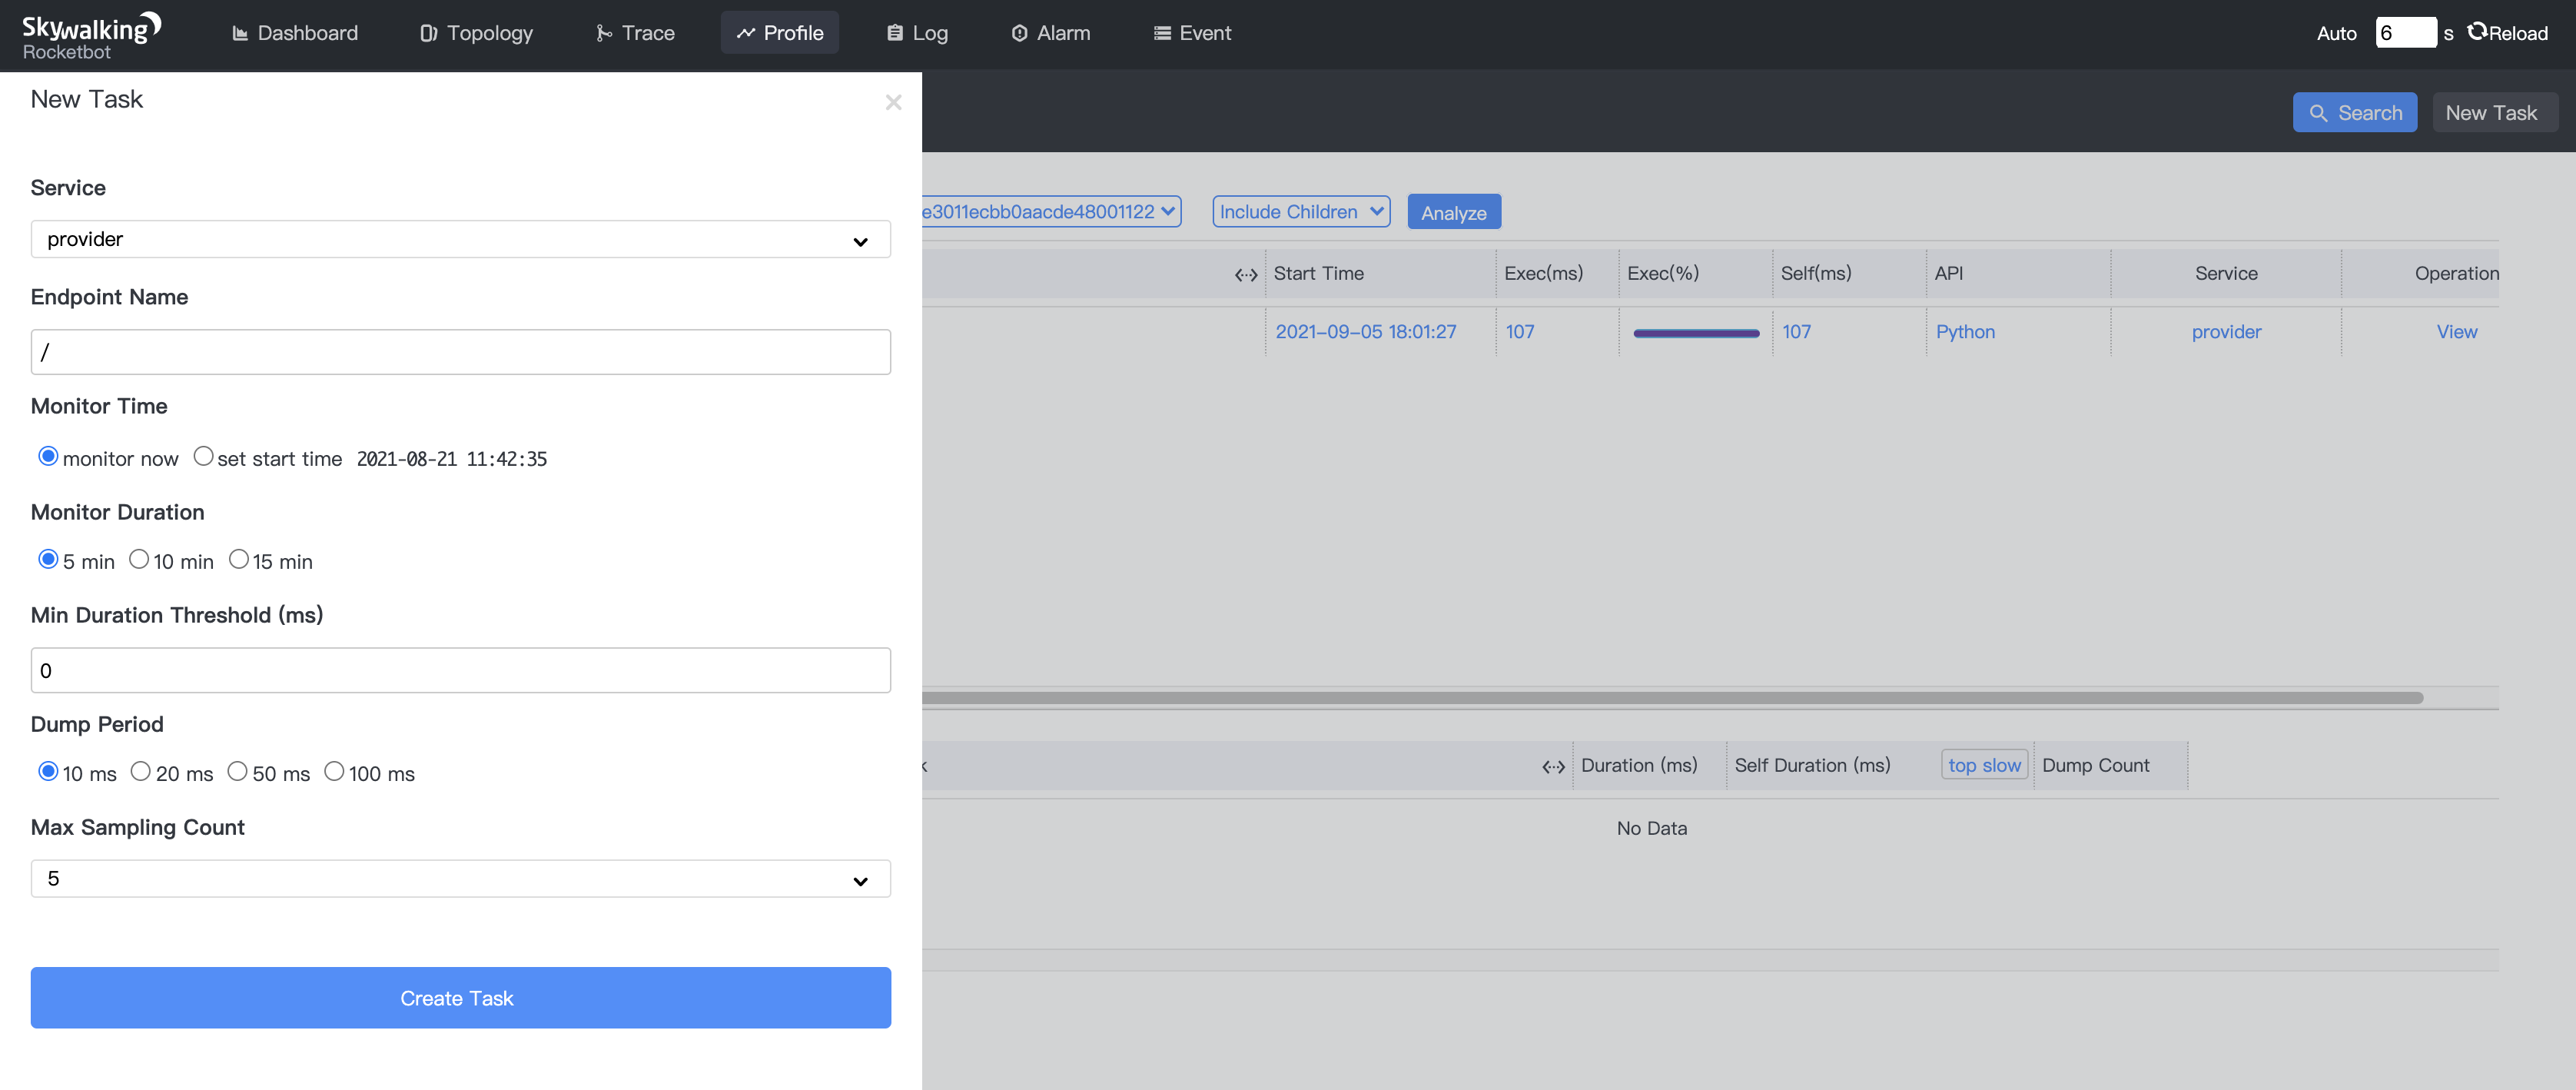 Skywalking
Rocketbot
Dashboard
Topology
Trace
Profile
Log
Alarm
Event
Auto 6 s Reload
New Task
Search
New Task
Service
provider
Endpoint Name
/
Monitor Time
monitor now set start time 2021-08-21 11:42:35
Monitor Duration
5 min 10 min 15 min
Min Duration Threshold (ms)
0
Dump Period
10 ms 20 ms 50 ms 100 ms
Max Sampling Count
5
Create Task
e3011ecbb0aacde48001122
Include Children
Analyze
Start Time Exec(ms) Exec(%) Self(ms) API Service Operation
2021-09-05 18:01:27 107 107 Python provider View
Duration (ms) Self Duration (ms) top slow Dump Count
No Data